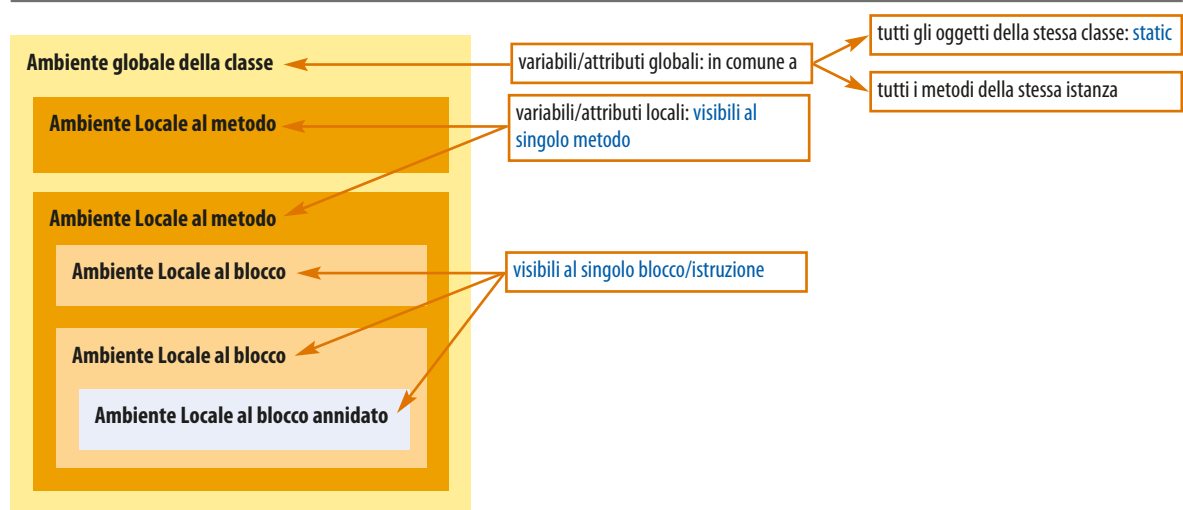 Ambiente globale della classe
variabili/attributi globali: in comune a
tutti gli oggetti della stessa classe: static
tutti i metodi della stessa istanza
Ambiente Locale al metodo
variabili/attributi locali: visibili al
singolo metodo
Ambiente Locale al metodo
Ambiente Locale al blocco
visibili al singolo blocco/istruzione
Ambiente Locale al blocco
Ambiente Locale al blocco annidato